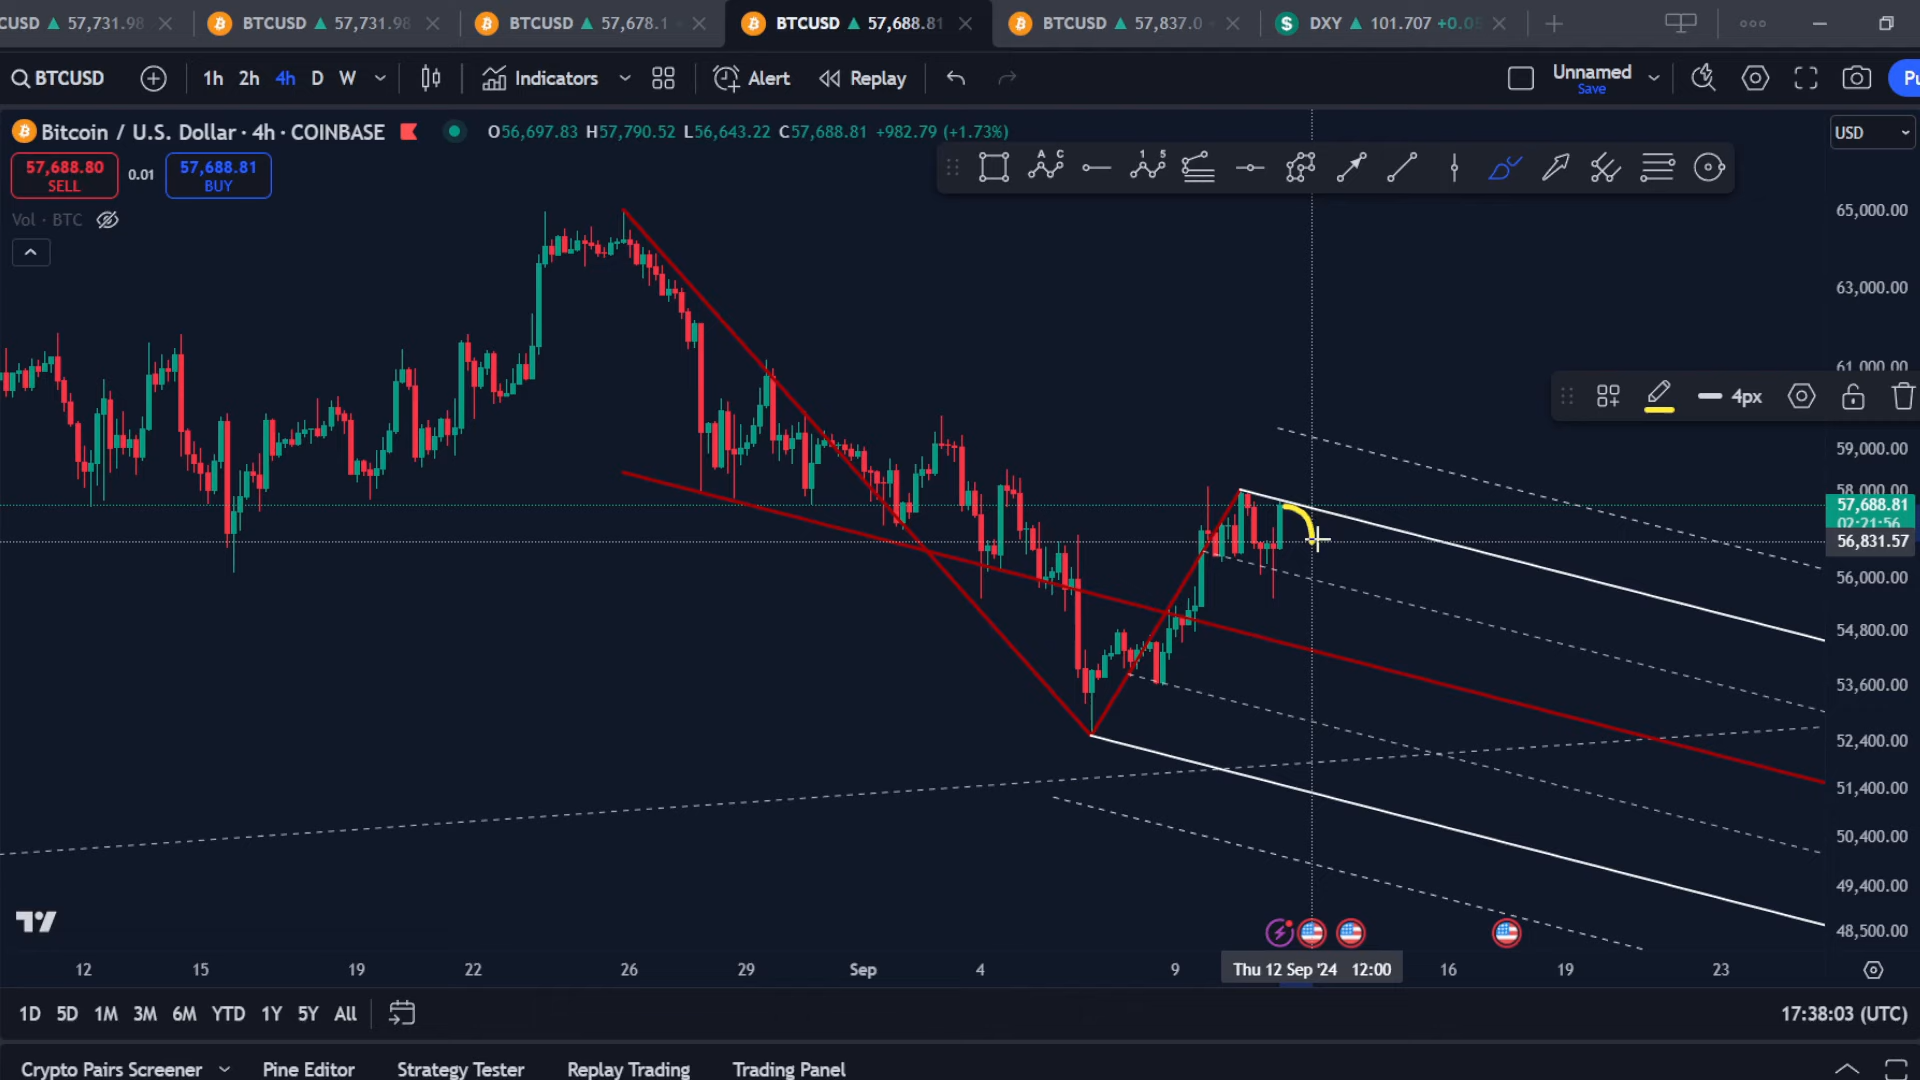 CUSD 57,731.98
BTCUSD 57,731.98
BTCUSD 57,678.1
BTCUSD 57,688.81
BTCUSD 57,837.0
DXY 101.707 +0.05
BTCUSD
1h 2h 4h D W
Indicators
Alert
Replay
Unnamed
Save
Pu
Bitcoin / U.S. Dollar · 4h · COINBASE
O56,697.83 H57,790.52 L56,643.22 C57,688.81 +982.79 (+1.73%)
USD
57,688.80
SELL
0.01
57,688.81
BUY
A C
1 5
Vol · BTC
4px
65,000.00
63,000.00
61,000.00
59,000.00
58,000.00
57,688.81
02:21:56
56,831.57
56,000.00
54,800.00
53,600.00
52,400.00
51,400.00
50,400.00
49,400.00
48,500.00
12 15 19 22 26 29 Sep 4 9 Thu 12 Sep '24 12:00 16 19 23
1D 5D 1M 3M 6M YTD 1Y 5Y All
17:38:03 (UTC)
Crypto Pairs Screener Pine Editor Strategy Tester Replay Trading Trading Panel